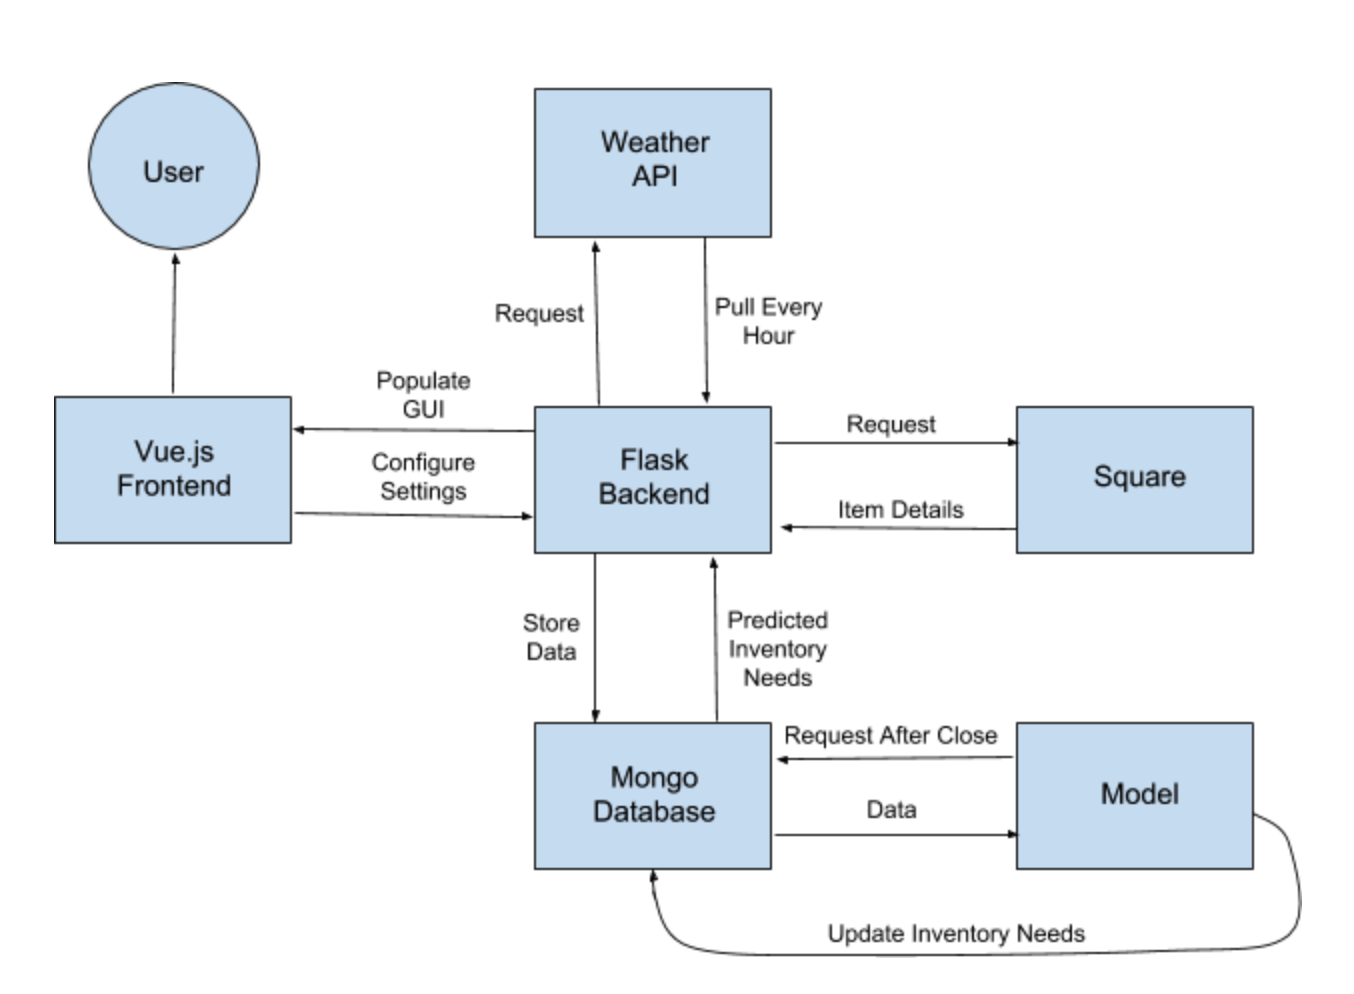 User
Weather
API
Request
Pull Every
Hour
Populate
GUI
Configure
Settings
Vue.js
Frontend
Flask
Backend
Request
Item Details
Square
Store
Data
Predicted
Inventory
Needs
Mongo
Database
Request After Close
Data
Model
Update Inventory Needs